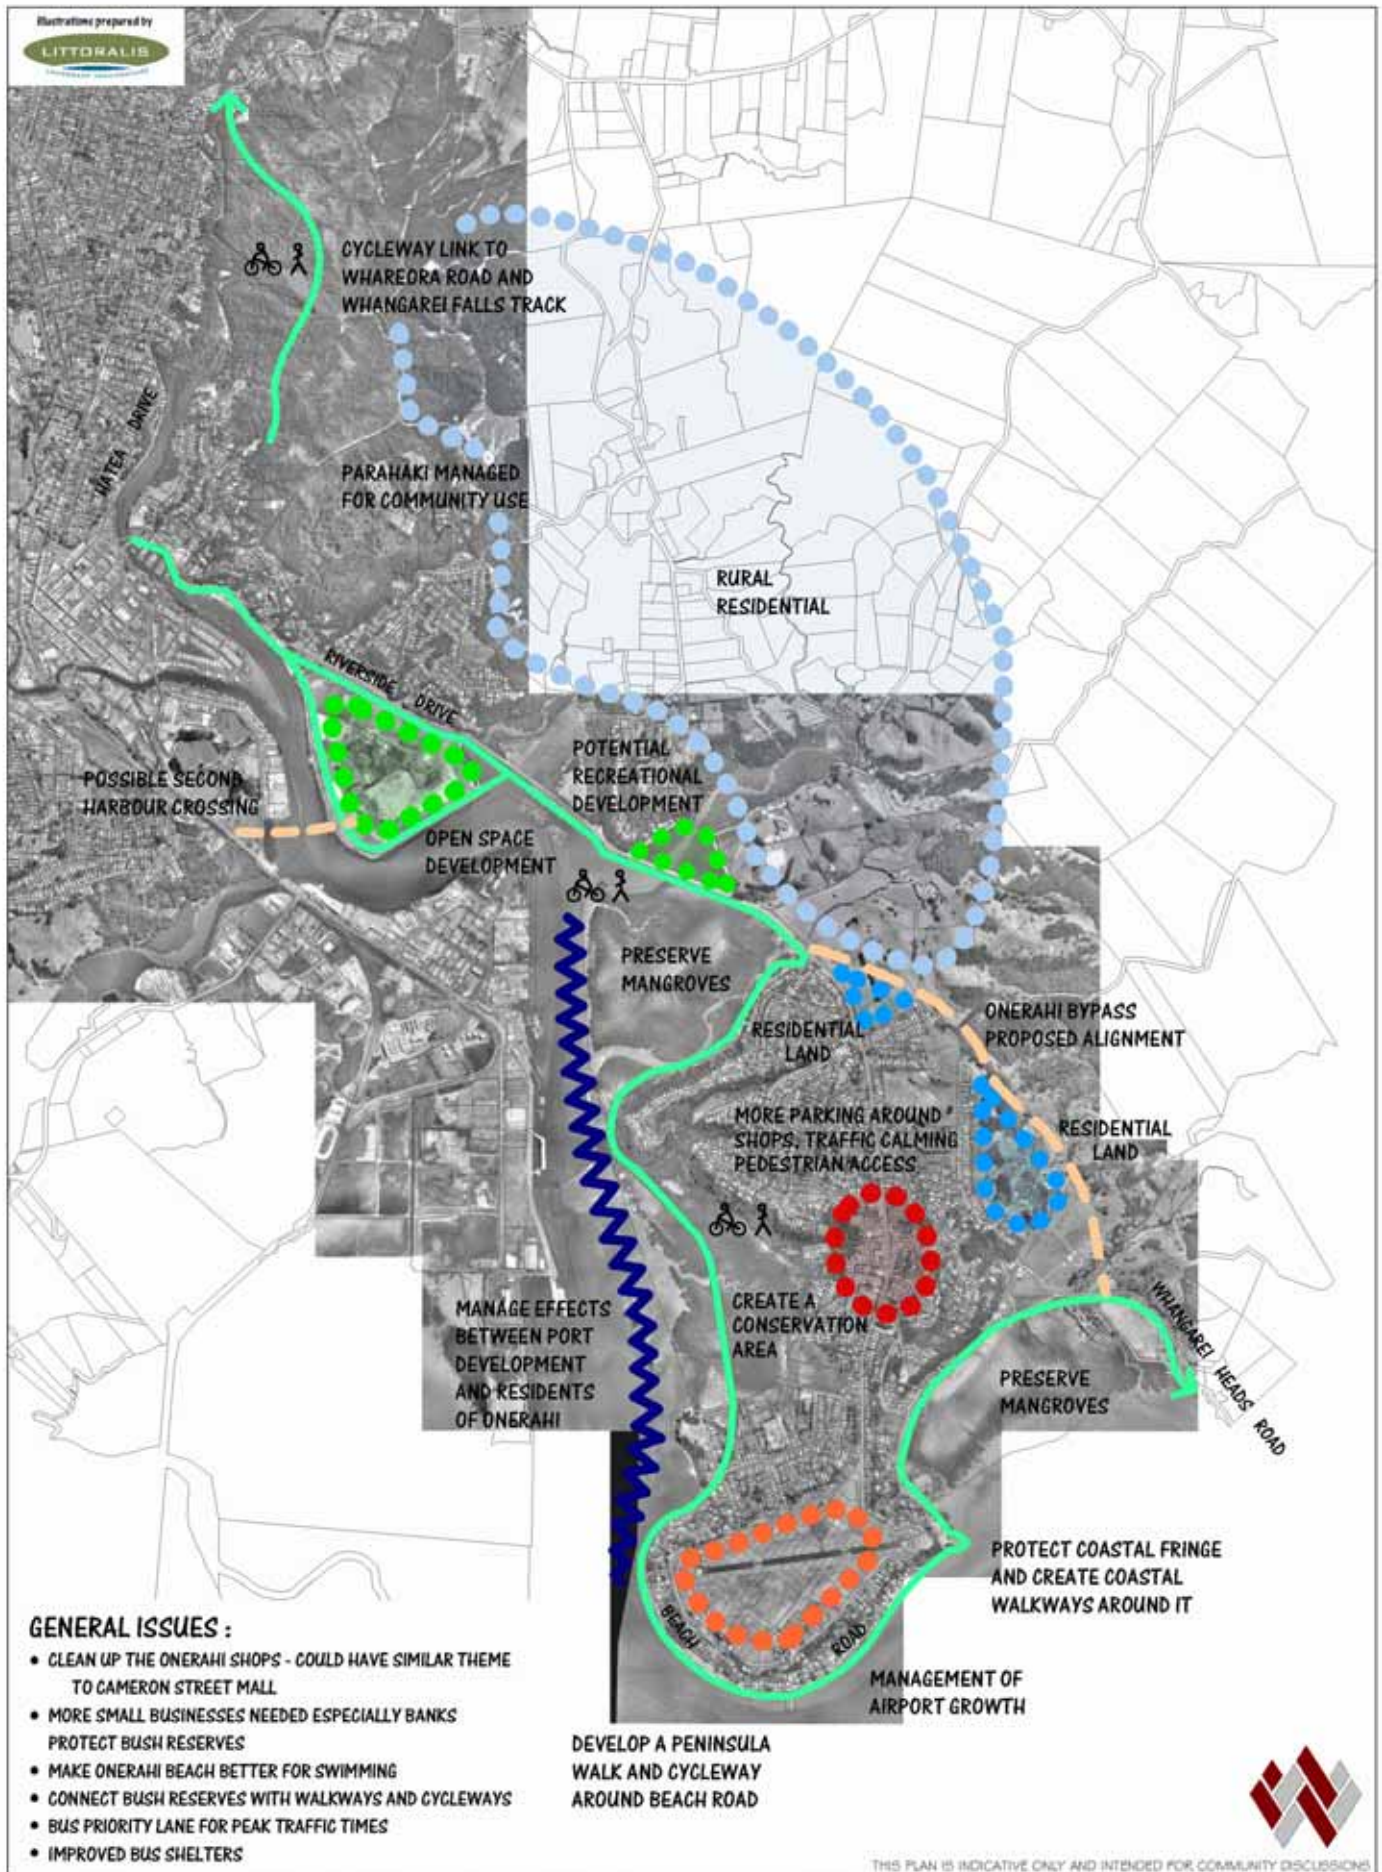 Illustrations prepared by
LITTORALIS
LANDSCAPE ARCHITECTURE
CYCLEWAY LINK TO
WHAREORA ROAD AND
WHANGAREI FALLS TRACK
HATEA DRIVE
PARAHAKI MANAGED
FOR COMMUNITY USE
RURAL
RESIDENTIAL
RIVERSIDE DRIVE
POSSIBLE SECOND
HARBOUR CROSSING
POTENTIAL
RECREATIONAL
DEVELOPMENT
OPEN SPACE
DEVELOPMENT
PRESERVE
MANGROVES
RESIDENTIAL
LAND
ONERAHI BYPASS
PROPOSED ALIGNMENT
MORE PARKING AROUND
SHOPS, TRAFFIC CALMING
PEDESTRIAN ACCESS
RESIDENTIAL
LAND
MANAGE EFFECTS
BETWEEN PORT
DEVELOPMENT
AND RESIDENTS
OF ONERAHI
CREATE A
CONSERVATION
AREA
WHANGAREI HEADS ROAD
PRESERVE
MANGROVES
PROTECT COASTAL FRINGE
AND CREATE COASTAL
WALKWAYS AROUND IT
BEACH ROAD
MANAGEMENT OF
AIRPORT GROWTH
DEVELOP A PENINSULA
WALK AND CYCLEWAY
AROUND BEACH ROAD
GENERAL ISSUES :
• CLEAN UP THE ONERAHI SHOPS - COULD HAVE SIMILAR THEME
TO CAMERON STREET MALL
• MORE SMALL BUSINESSES NEEDED ESPECIALLY BANKS
PROTECT BUSH RESERVES
• MAKE ONERAHI BEACH BETTER FOR SWIMMING
• CONNECT BUSH RESERVES WITH WALKWAYS AND CYCLEWAYS
• BUS PRIORITY LANE FOR PEAK TRAFFIC TIMES
• IMPROVED BUS SHELTERS
THIS PLAN IS INDICATIVE ONLY AND INTENDED FOR COMMUNITY DISCUSSIONS